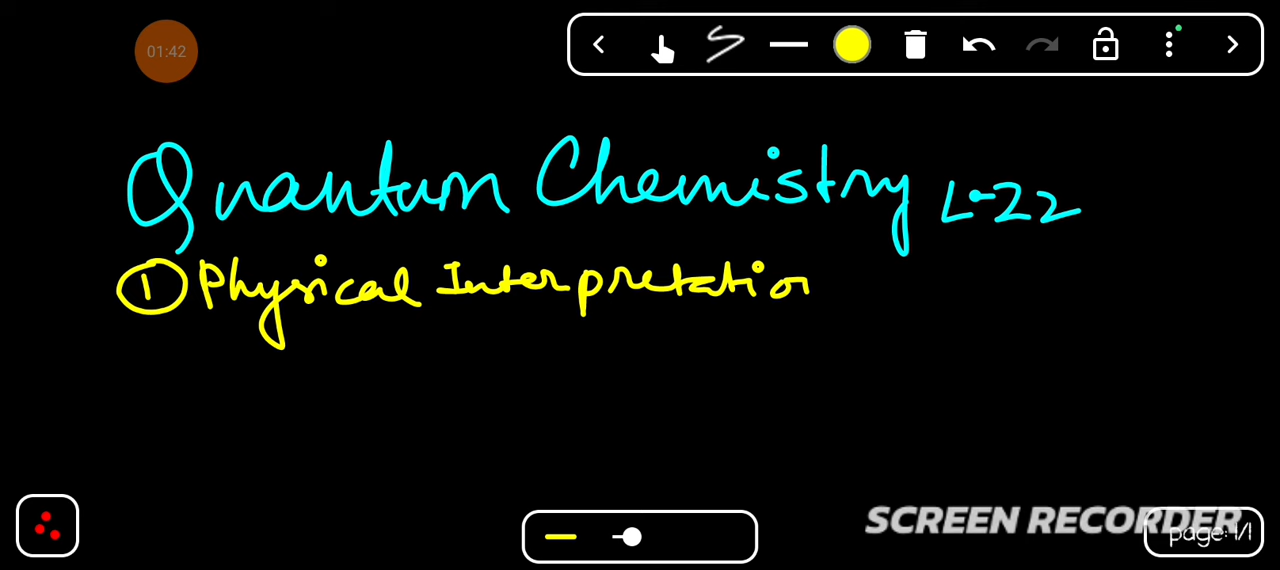 01:42
Quantum Chemistry L-22
① Physical Interpretation
SCREEN RECORDER
page:1/1